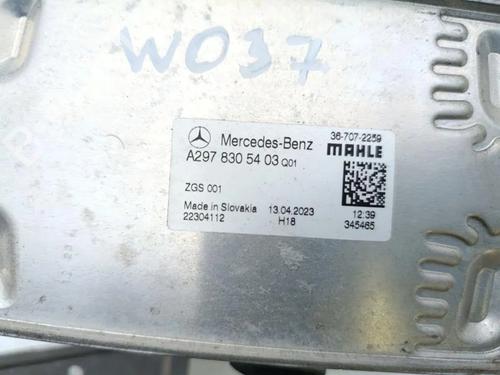 W037
Mercedes-Benz
36-707-2259
MAHLE
A297 830 54 03 Q01
ZGS 001
Made in Slovakia 13.04.2023 12:39
22304112 H18 345465